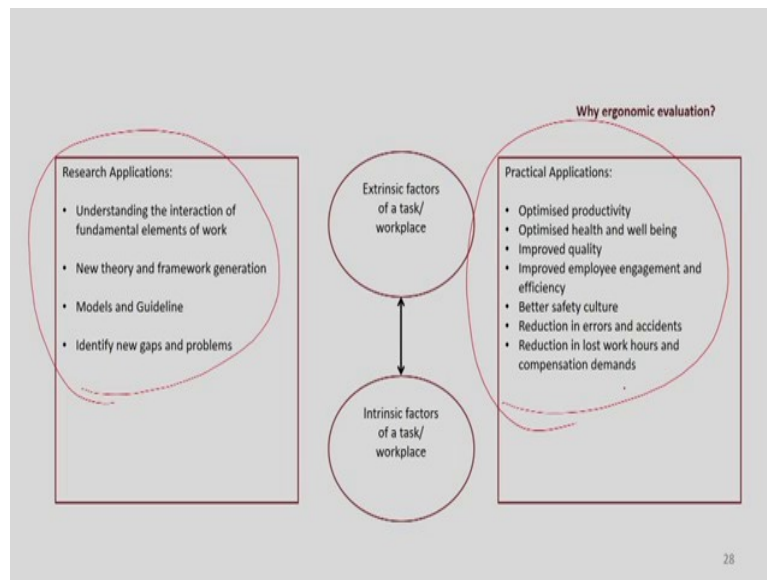 Why ergonomic evaluation?
Research Applications:
• Understanding the interaction of
fundamental elements of work
• New theory and framework generation
• Models and Guideline
• Identify new gaps and problems
Extrinsic factors
of a task/
workplace
Intrinsic factors
of a task/
workplace
Practical Applications:
• Optimised productivity
• Optimised health and well being
• Improved quality
• Improved employee engagement and
efficiency
• Better safety culture
• Reduction in errors and accidents
• Reduction in lost work hours and
compensation demands
28